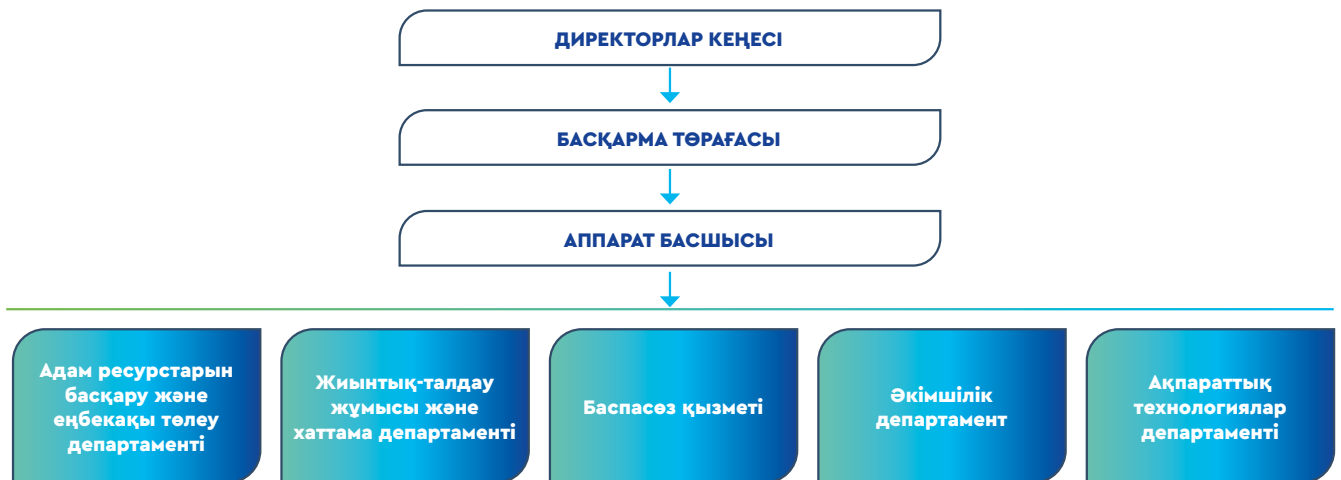 ДИРЕКТОРЛАР КЕҢЕСІ
БАСҚАРМА ТӨРАҒАСЫ
АППАРАТ БАСШЫСЫ
Адам ресурстарын
басқару және
еңбекақы төлеу
департаменті
Жиынтық-талдау
жұмысы және
хаттама департаменті
Баспасөз қызметі
Әкімшілік
департамент
Ақпараттық
технологиялар
департаменті